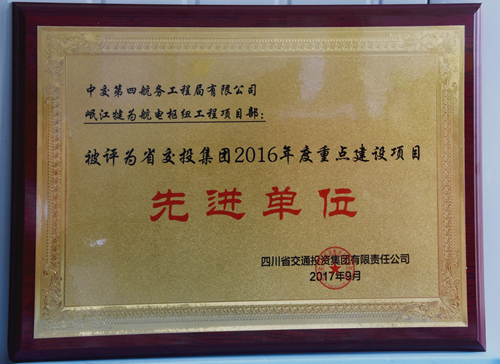 中交第四航务工程局有限公司
岷江犍为航电枢纽工程项目部：
被评为省交投集团2016年度重点建设项目
先进单位
四川省交通投资集团有限责任公司
2017年9月